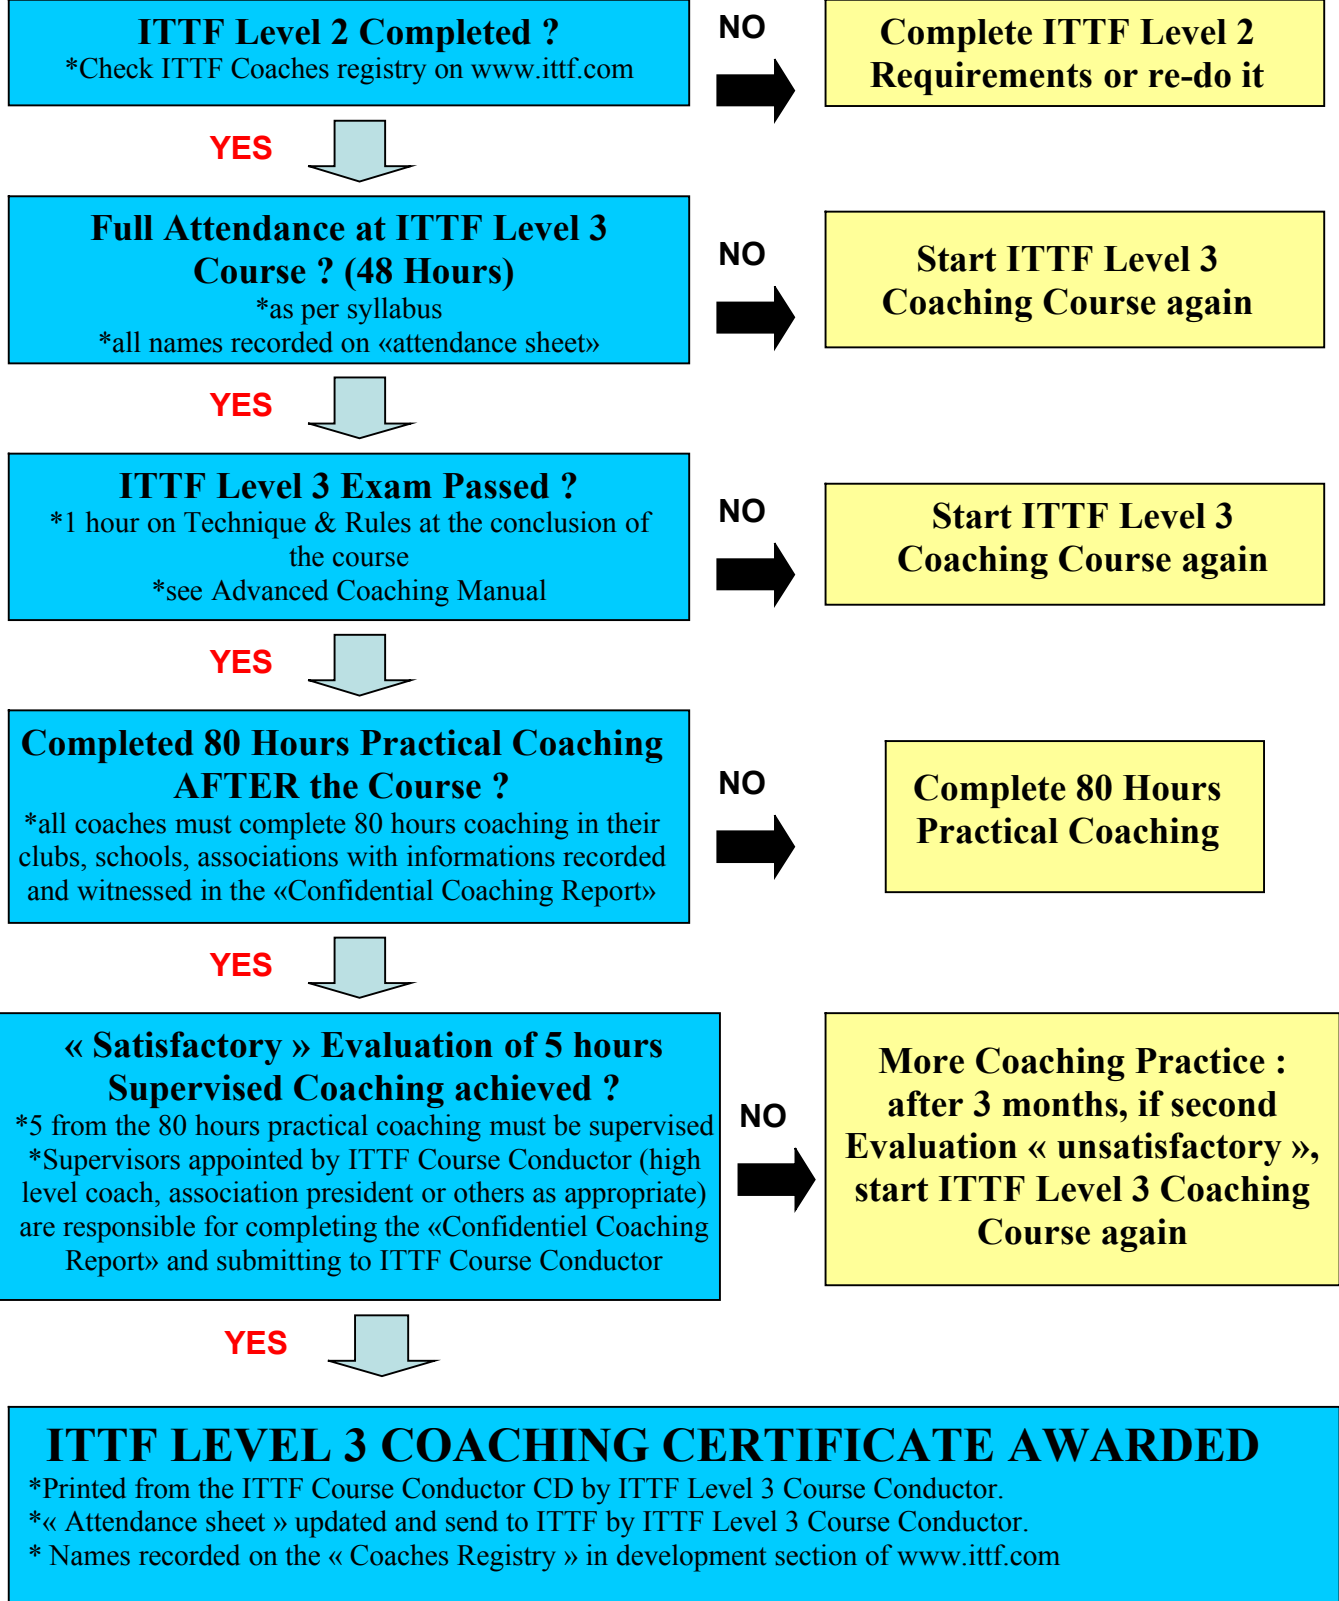 ITTF Level 2 Completed ?
*Check ITTF Coaches registry on www.ittf.com
NO
Complete ITTF Level 2
Requirements or re-do it
YES
Full Attendance at ITTF Level 3
Course ? (48 Hours)
*as per syllabus
*all names recorded on «attendance sheet»
NO
Start ITTF Level 3
Coaching Course again
YES
ITTF Level 3 Exam Passed ?
*1 hour on Technique & Rules at the conclusion of
the course
*see Advanced Coaching Manual
NO
Start ITTF Level 3
Coaching Course again
YES
Completed 80 Hours Practical Coaching
AFTER the Course ?
*all coaches must complete 80 hours coaching in their
clubs, schools, associations with informations recorded
and witnessed in the «Confidential Coaching Report»
NO
Complete 80 Hours
Practical Coaching
YES
« Satisfactory » Evaluation of 5 hours
Supervised Coaching achieved ?
*5 from the 80 hours practical coaching must be supervised
*Supervisors appointed by ITTF Course Conductor (high
level coach, association president or others as appropriate)
are responsible for completing the «Confidentiel Coaching
Report» and submitting to ITTF Course Conductor
NO
More Coaching Practice :
after 3 months, if second
Evaluation « unsatisfactory »,
start ITTF Level 3 Coaching
Course again
YES
ITTF LEVEL 3 COACHING CERTIFICATE AWARDED
*Printed from the ITTF Course Conductor CD by ITTF Level 3 Course Conductor.
*« Attendance sheet » updated and send to ITTF by ITTF Level 3 Course Conductor.
* Names recorded on the « Coaches Registry » in development section of www.ittf.com